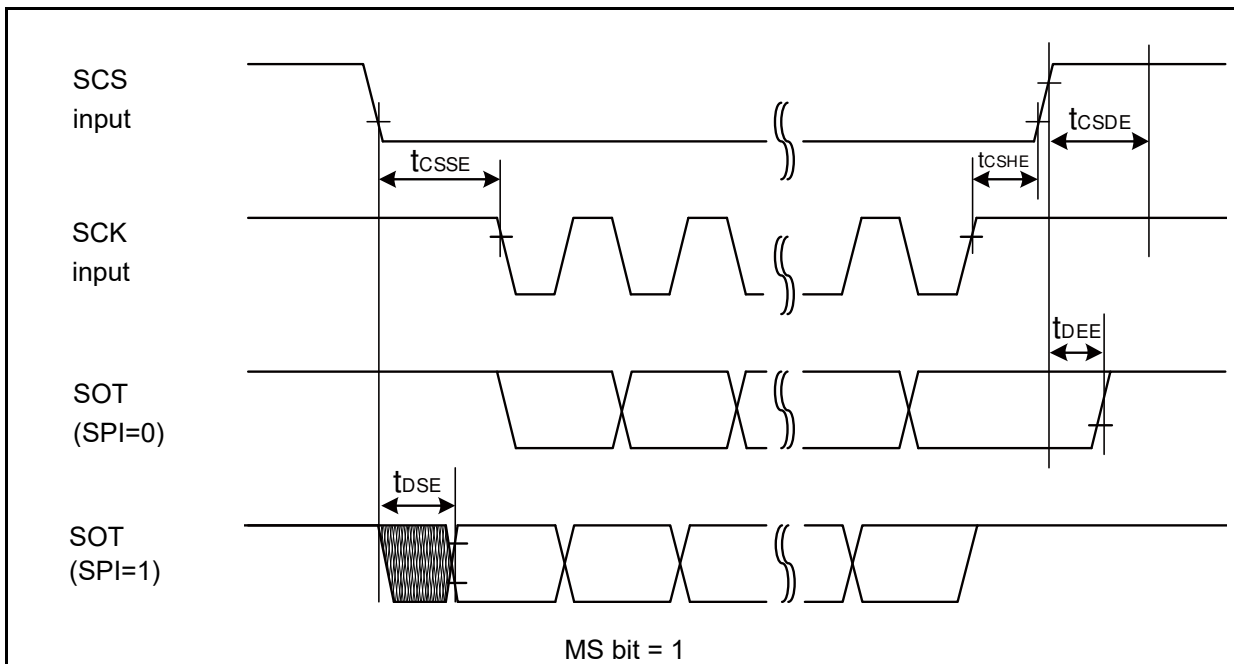 SCS
input
tCSDE
tCSSE
tCSHE
SCK
input
tDEE
SOT
(SPI=0)
tDSE
SOT
(SPI=1)
MS bit = 1